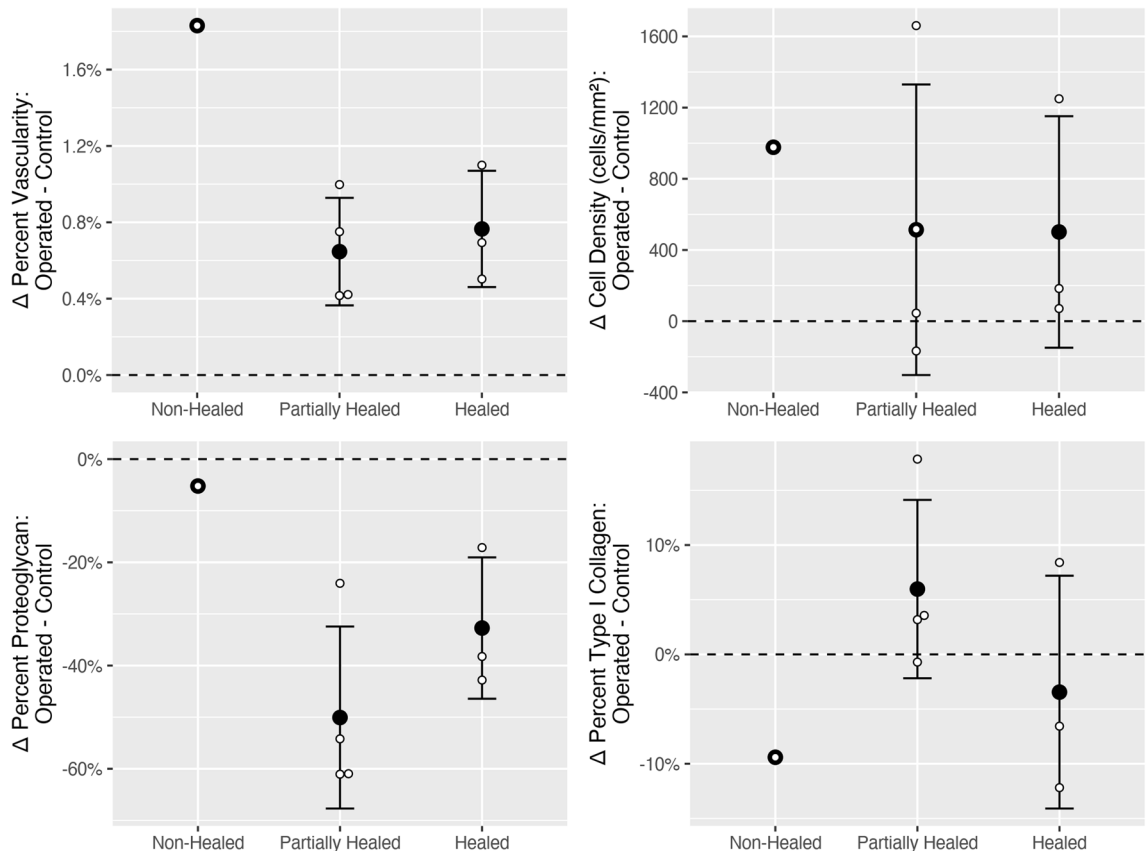 Δ Percent Vascularity:
Operated - Control
1.6%
1.2%
0.8%
0.4%
0.0%
Non-Healed Partially Healed Healed
Δ Cell Density (cells/mm²):
Operated - Control
1600
1200
800
400
0
-400
Non-Healed Partially Healed Healed
Δ Percent Proteoglycan:
Operated - Control
0%
-20%
-40%
-60%
Non-Healed Partially Healed Healed
Δ Percent Type I Collagen:
Operated - Control
10%
0%
-10%
Non-Healed Partially Healed Healed